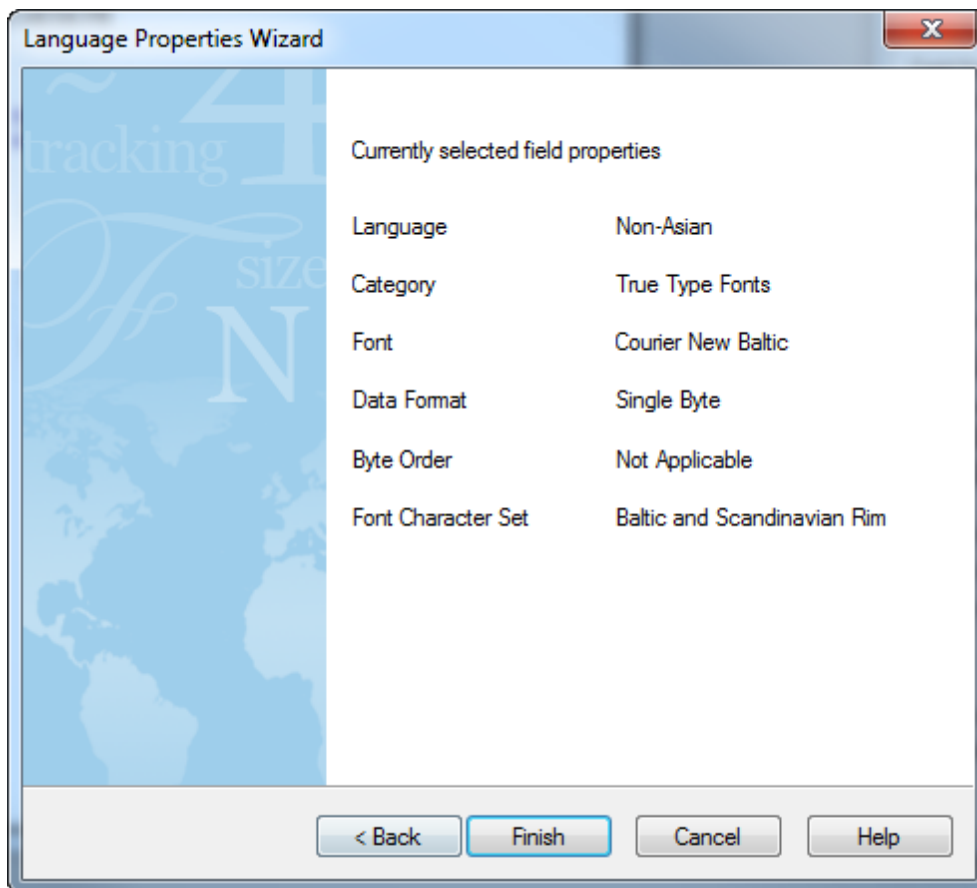 Language Properties Wizard
~ 4
tracking
Currently selected field properties
Language Non-Asian
F size
Category True Type Fonts
N
Font Courier New Baltic
Data Format Single Byte
Byte Order Not Applicable
Font Character Set Baltic and Scandinavian Rim
< Back Finish Cancel Help